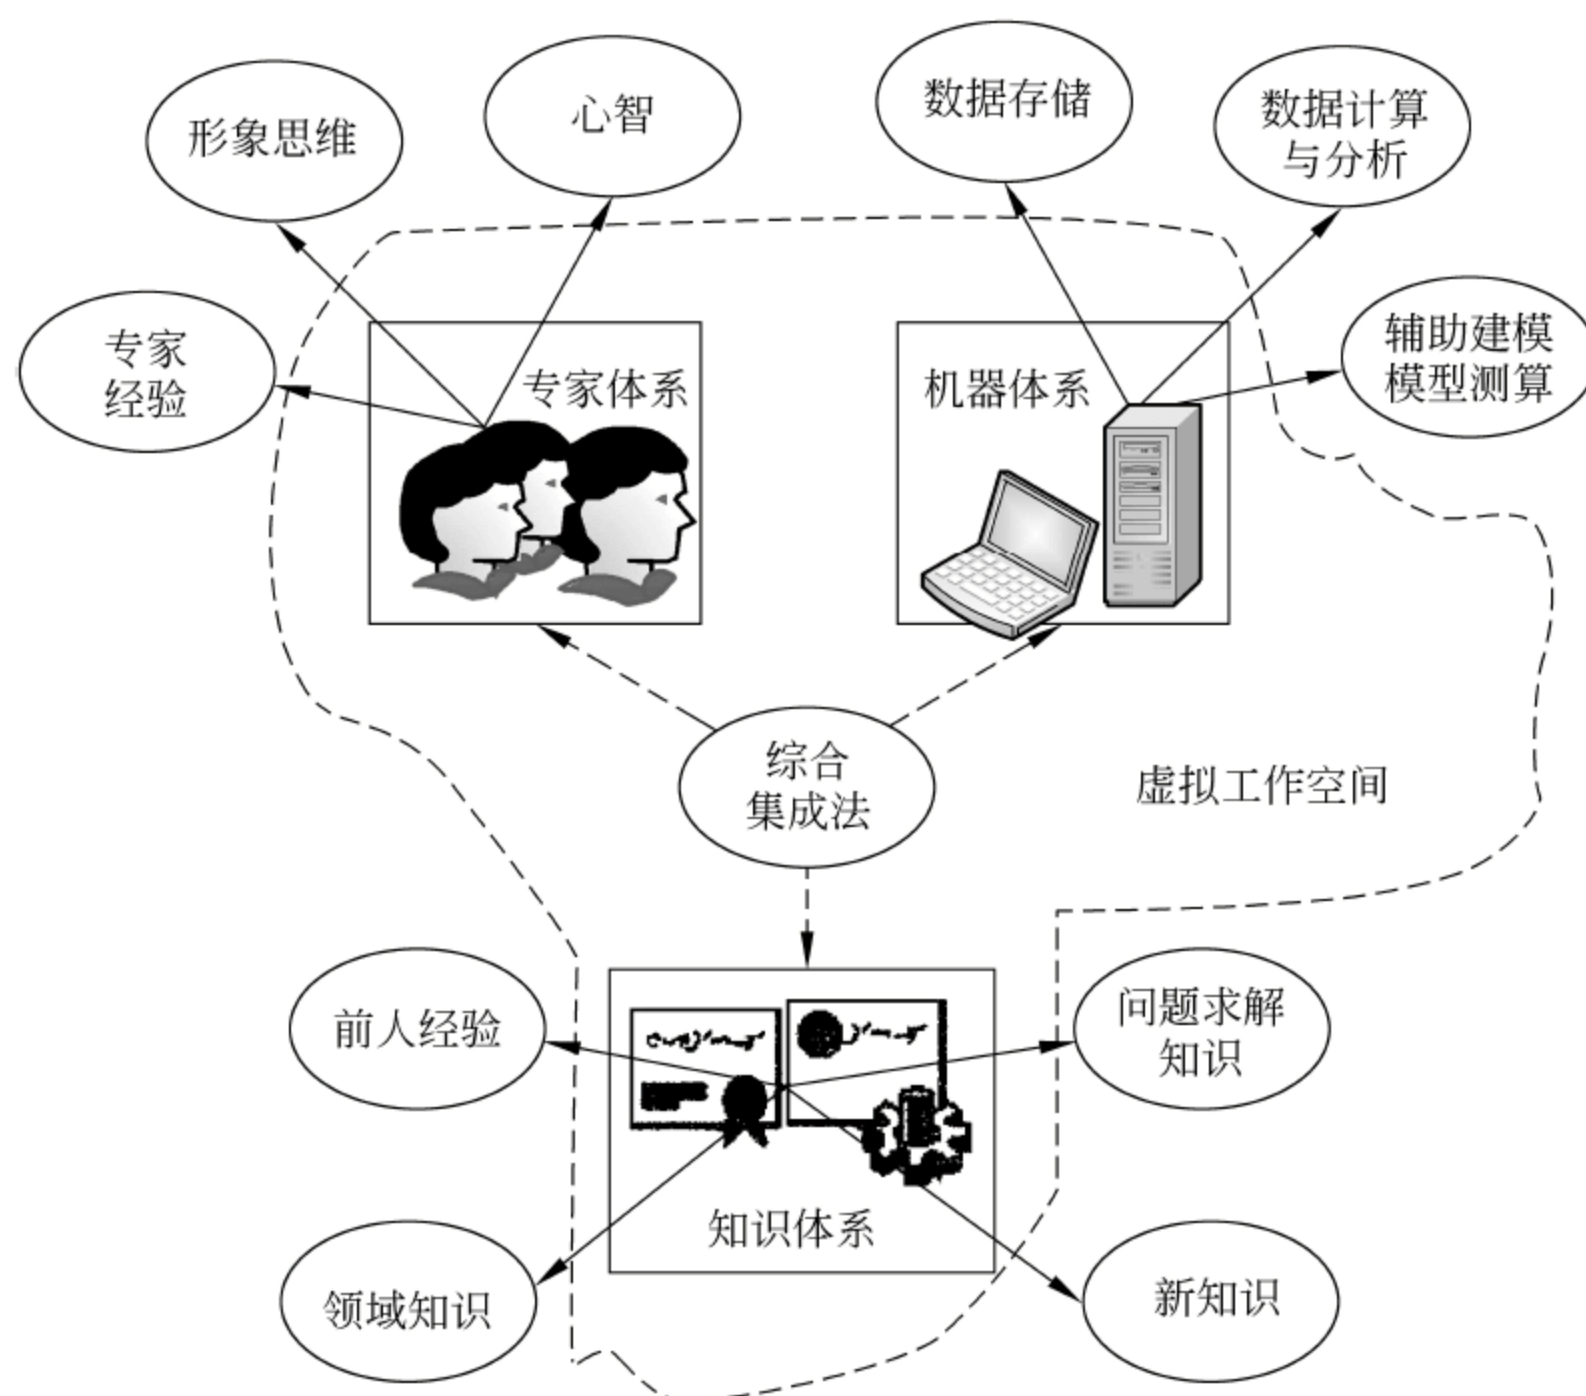 形象思维
心智
数据存储
数据计算
与分析
专家
经验
专家体系
机器体系
辅助建模
模型测算
综合
集成法
虚拟工作空间
前人经验
问题求解
知识
知识体系
领域知识
新知识